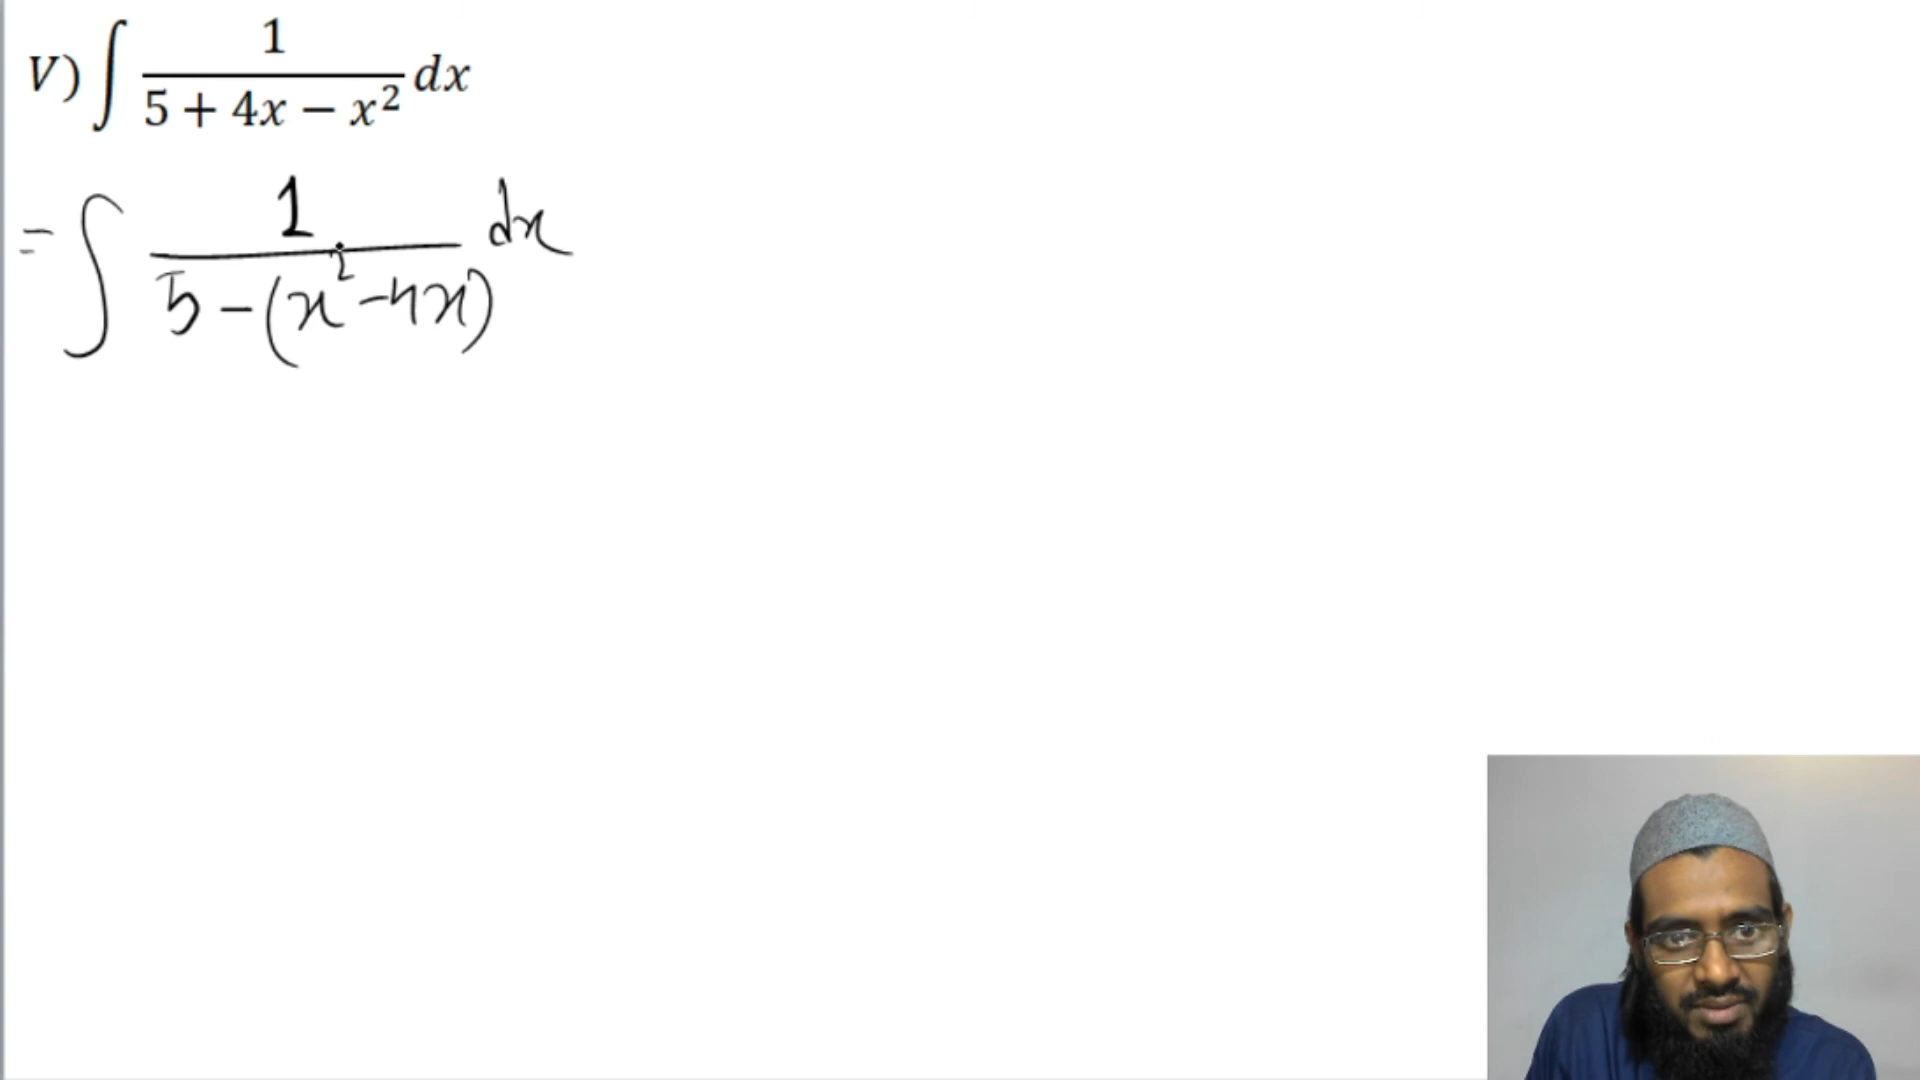 V) ∫ 1/(5 + 4x − x²) dx
= ∫ 1/(5 − (x² − 4x)) dx